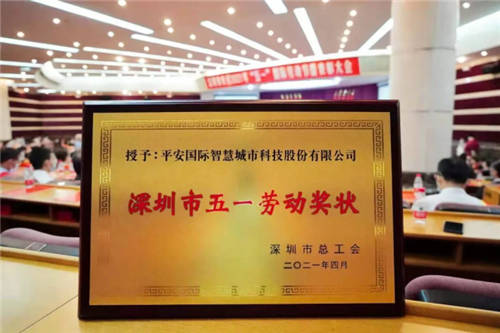 授予：平安国际智慧城市科技股份有限公司
深圳市五一劳动奖状
深圳市总工会
二〇二一年四月